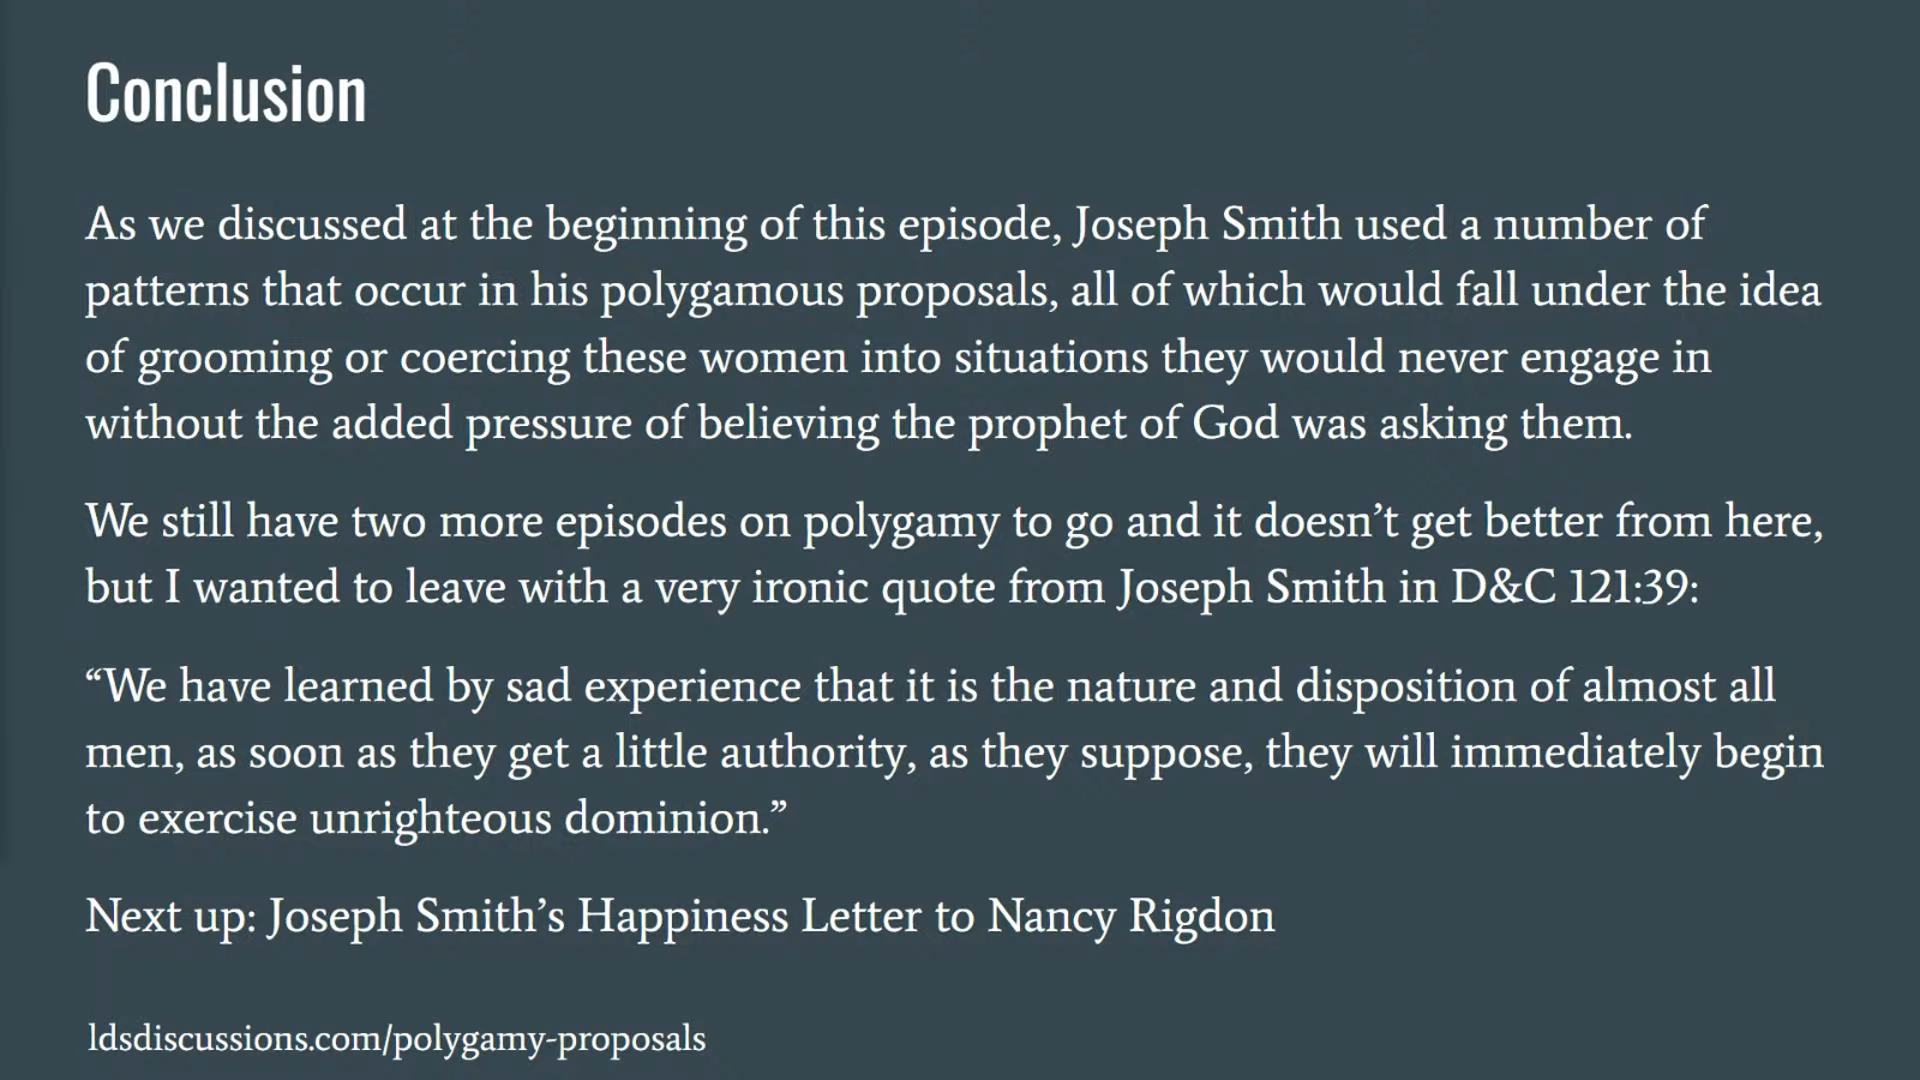 Conclusion
As we discussed at the beginning of this episode, Joseph Smith used a number of
patterns that occur in his polygamous proposals, all of which would fall under the idea
of grooming or coercing these women into situations they would never engage in
without the added pressure of believing the prophet of God was asking them.
We still have two more episodes on polygamy to go and it doesn’t get better from here,
but I wanted to leave with a very ironic quote from Joseph Smith in D&C 121:39:
“We have learned by sad experience that it is the nature and disposition of almost all
men, as soon as they get a little authority, as they suppose, they will immediately begin
to exercise unrighteous dominion.”
Next up: Joseph Smith’s Happiness Letter to Nancy Rigdon
ldsdiscussions.com/polygamy-proposals